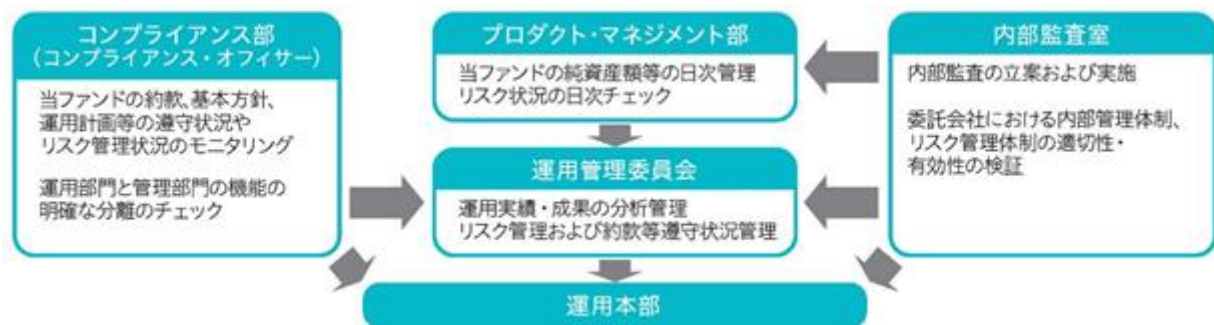 コンプライアンス部
（コンプライアンス・オフィサー）
当ファンドの約款、基本方針、
運用計画等の遵守状況や
リスク管理状況のモニタリング
運用部門と管理部門の機能の
明確な分離のチェック
プロダクト・マネジメント部
当ファンドの純資産額等の日次管理
リスク状況の日次チェック
運用管理委員会
運用実績・成果の分析管理
リスク管理および約款等遵守状況管理
内部監査室
内部監査の立案および実施
委託会社における内部管理体制、
リスク管理体制の適切性・
有効性の検証
運用本部